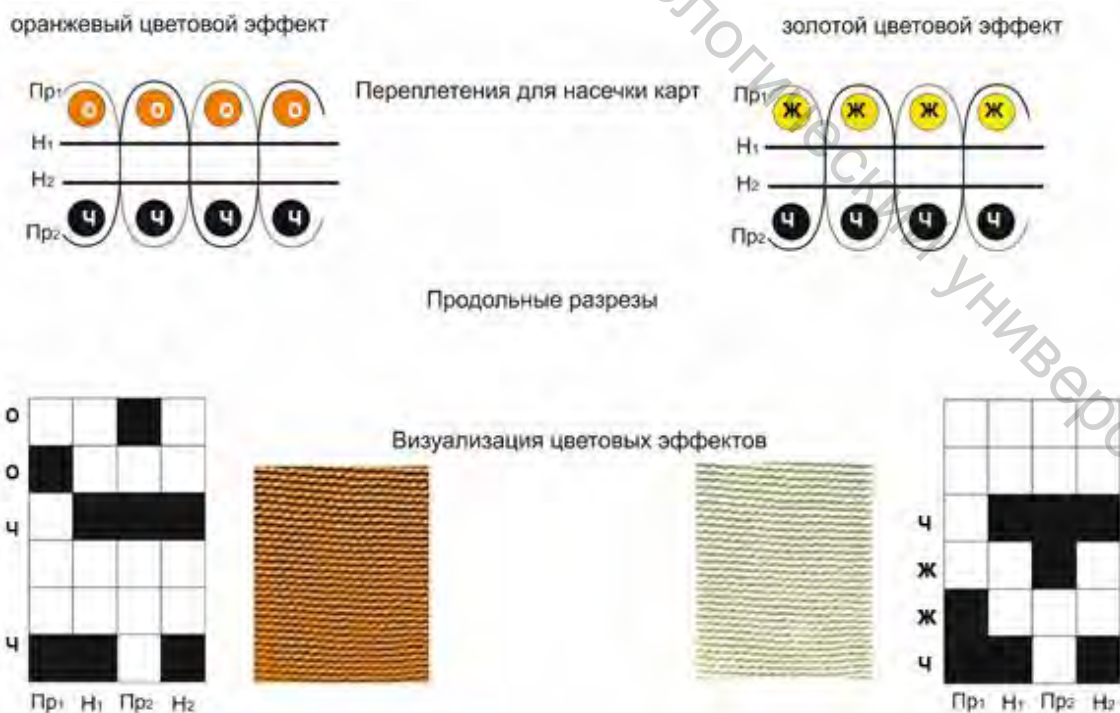 оранжевый цветовой эффект
золотой цветовой эффект
Пр1 О О О О
Н1
Н2
Пр2 Ч Ч Ч Ч
Переплетения для насечки карт
Пр1 Ж Ж Ж Ж
Н1
Н2
Пр2 Ч Ч Ч Ч
Продольные разрезы
Визуализация цветовых эффектов
О
О
Ч
Ч
Пр1 Н1 Пр2 Н2
Ч
Ж
Ж
Ч
Пр1 Н1 Пр2 Н2